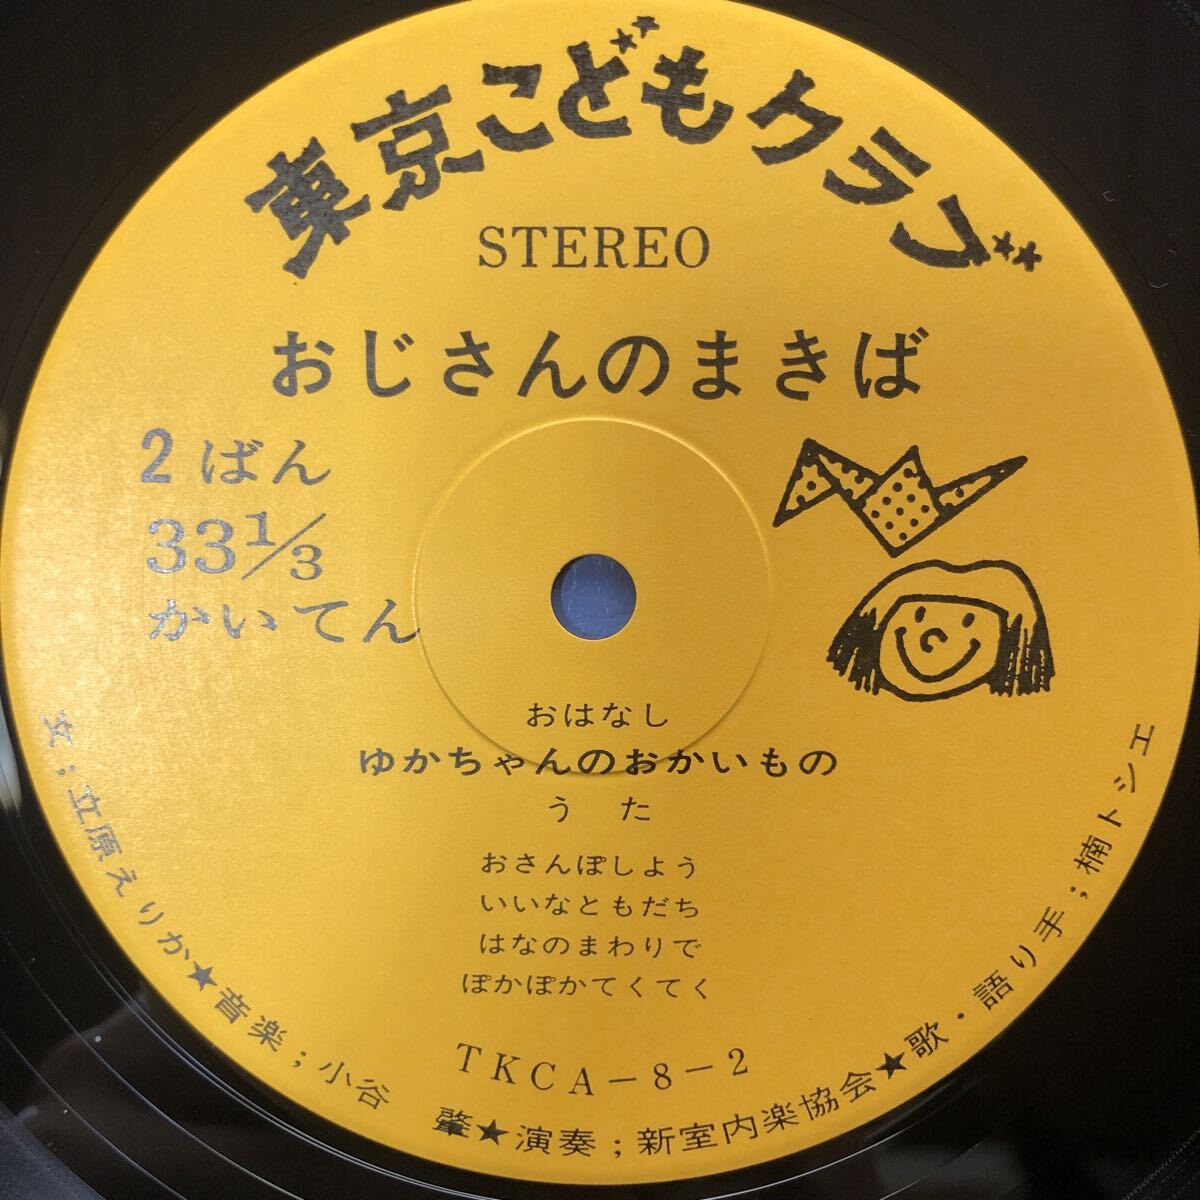 東京こどもクラブ
STEREO
おじさんのまきば
2ばん
33⅓
かいてん
おはなし
ゆかちゃんのおかいもの
うた
おさんぽしよう
いいなともだち
はなのまわりで
ぽかぽかてくてく
TKCA-8-2
文；立原えりか★音楽；小谷 肇★演奏；新室内楽協会★歌・語り手；楠トシエ